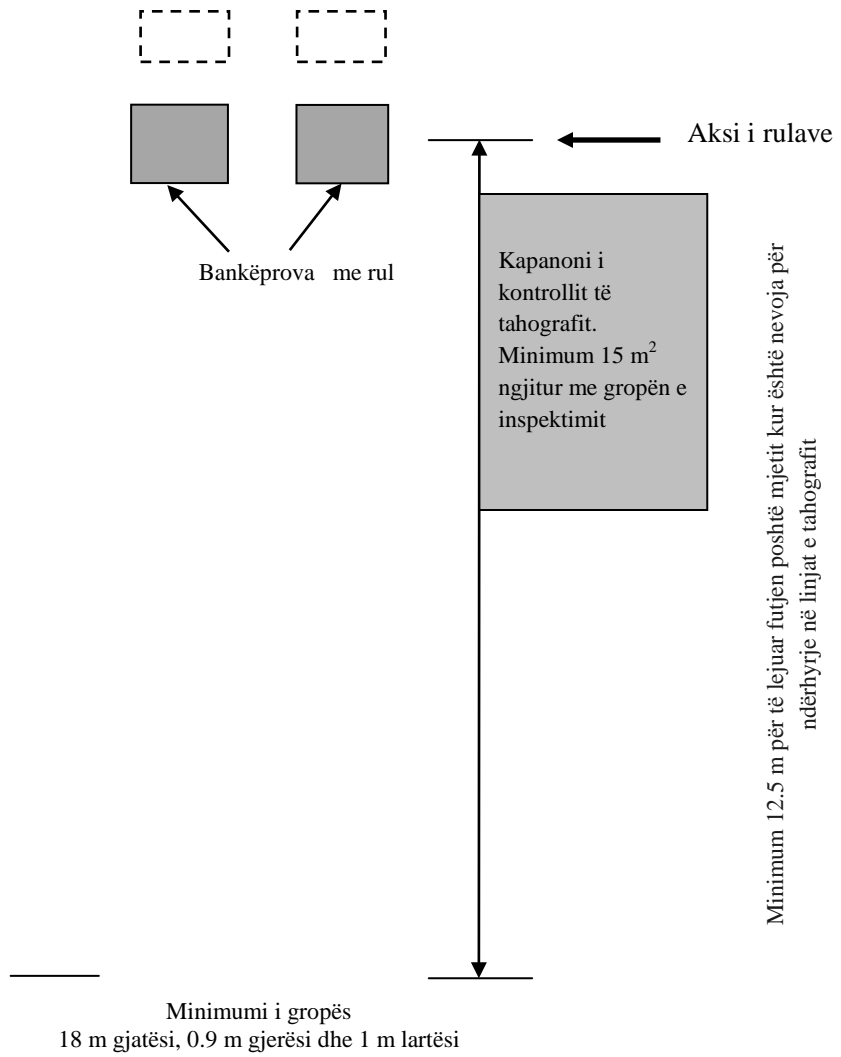 Aksi i rulave
Bankëprova me rul
Kapanoni i
kontrollit të
tahografit.
Minimum 15 m²
ngjitur me gropën e
inspektimit
Minimum 12.5 m për të lejuar futjen poshtë mjetit kur është nevoja për
ndërhyrje në linjat e tahografit
Minimumi i gropës
18 m gjatësi, 0.9 m gjerësi dhe 1 m lartësi